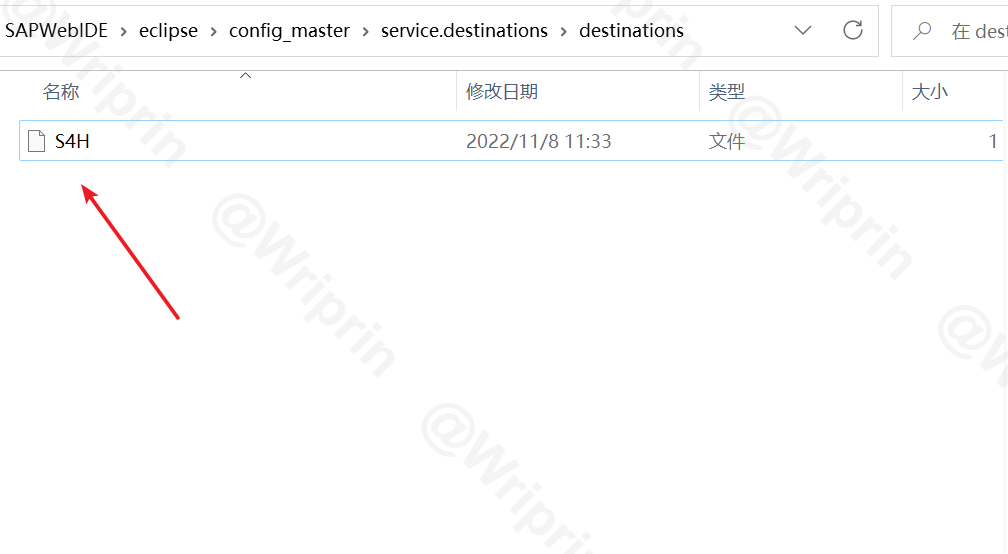 SAPWebIDE › eclipse › config_master › service.destinations › destinations
在 dest
名称 修改日期 类型 大小
S4H 2022/11/8 11:33 文件 1
@Wriprin
@Wriprin
@Wriprin
@Wriprin
prin
@W